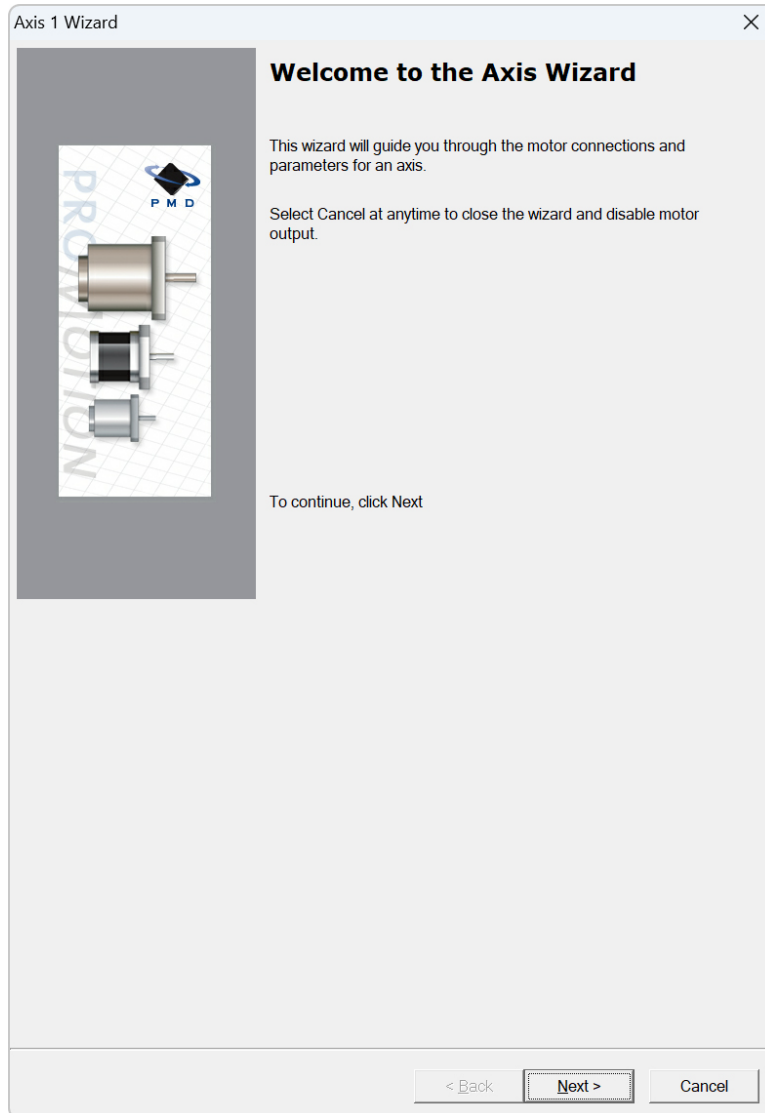 Axis 1 Wizard
Welcome to the Axis Wizard
This wizard will guide you through the motor connections and
parameters for an axis.
Select Cancel at anytime to close the wizard and disable motor
output.
PMD
PRO/MOTION
To continue, click Next
< Back
Next >
Cancel